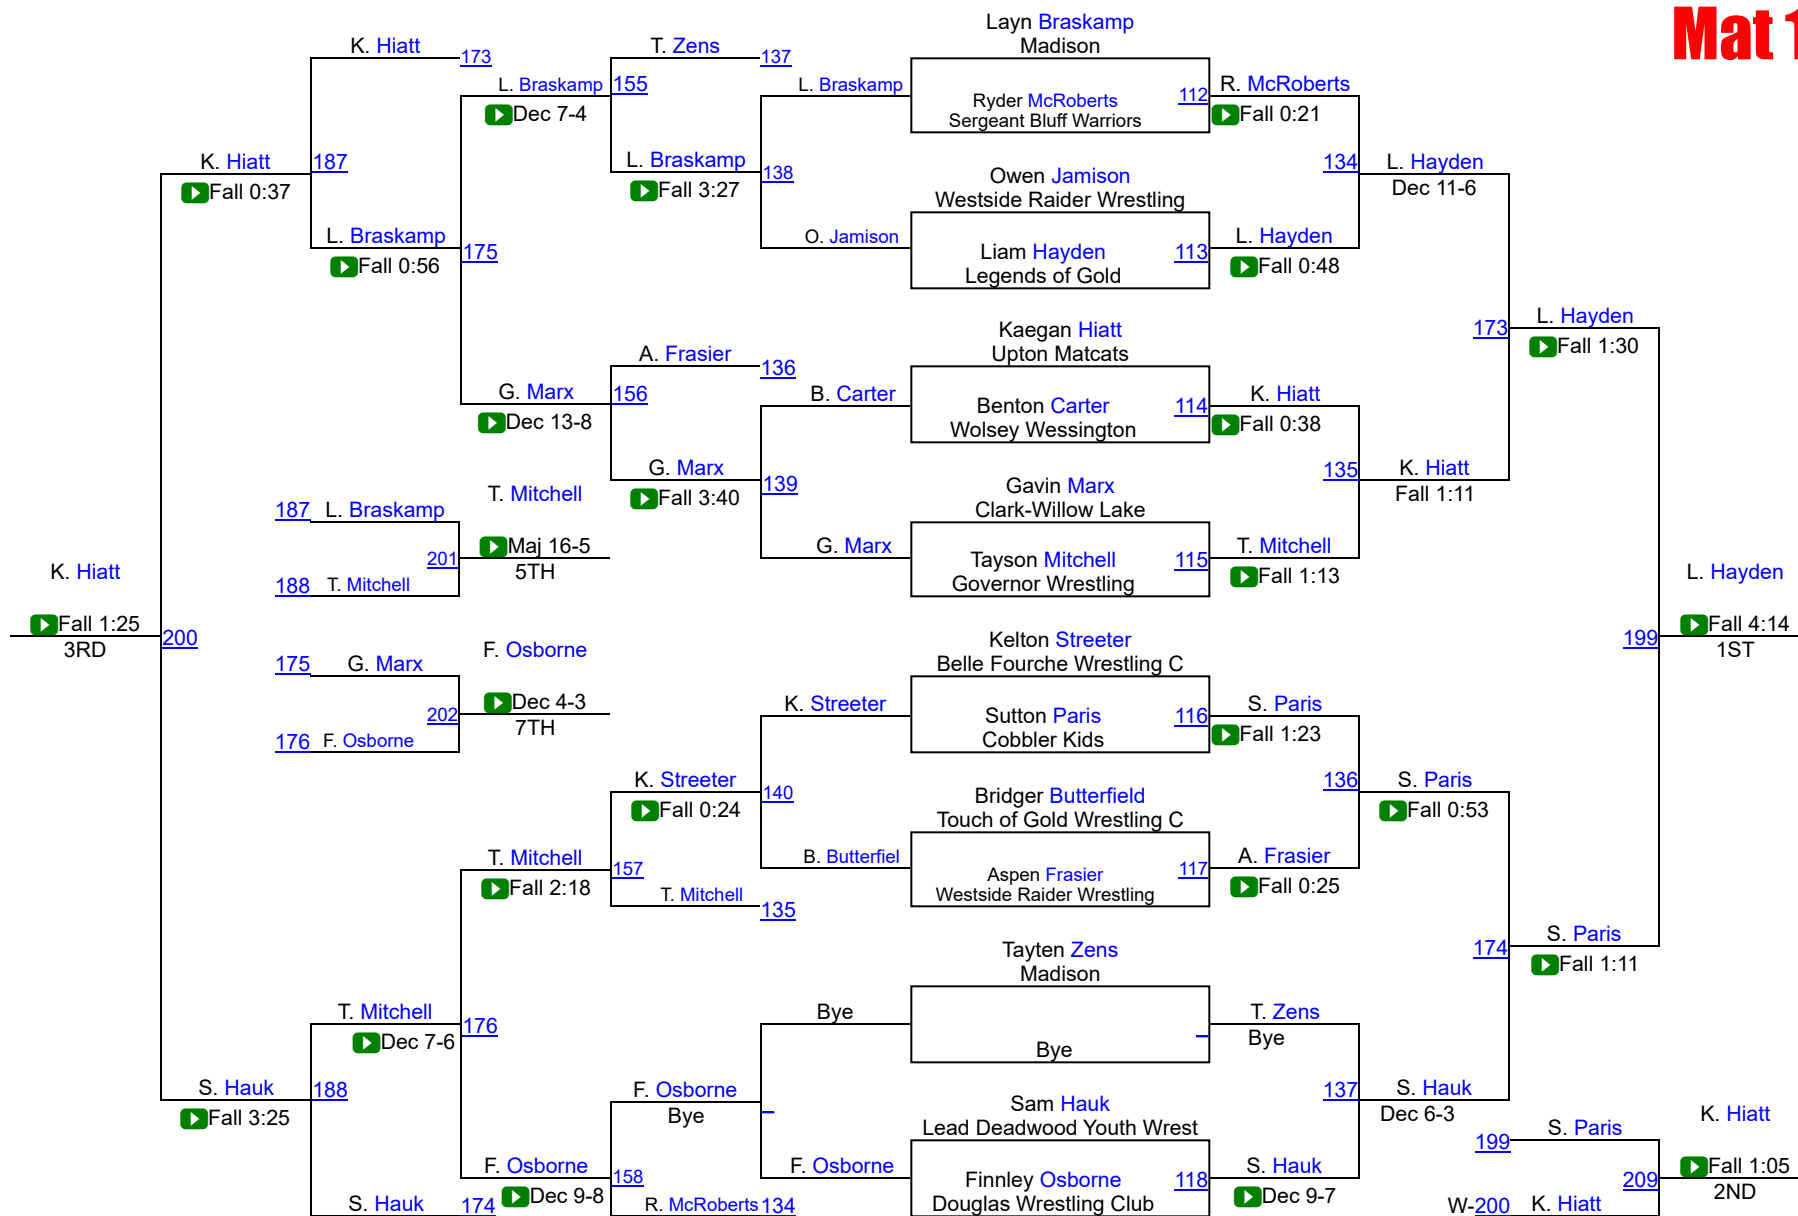 Mat 1
Layn Braskamp
Madison
K. Hiatt
173
T. Zens
137
L. Braskamp
155
Dec 7-4
L. Braskamp
Ryder McRoberts
Sergeant Bluff Warriors
112
R. McRoberts
Fall 0:21
K. Hiatt
187
Fall 0:37
L. Braskamp
138
Fall 3:27
Owen Jamison
Westside Raider Wrestling
134
L. Hayden
Dec 11-6
L. Braskamp
175
Fall 0:56
O. Jamison
Liam Hayden
Legends of Gold
113
L. Hayden
Fall 0:48
Kaegan Hiatt
Upton Matcats
173
L. Hayden
Fall 1:30
A. Frasier
136
G. Marx
156
Dec 13-8
B. Carter
Benton Carter
Wolsey Wessington
114
K. Hiatt
Fall 0:38
G. Marx
139
Fall 3:40
Gavin Marx
Clark-Willow Lake
135
K. Hiatt
Fall 1:11
T. Mitchell
187
L. Braskamp
201
Maj 16-5
5TH
188
T. Mitchell
G. Marx
Tayson Mitchell
Governor Wrestling
115
T. Mitchell
Fall 1:13
K. Hiatt
Fall 1:25
3RD
200
L. Hayden
199
Fall 4:14
1ST
F. Osborne
175
G. Marx
202
Dec 4-3
7TH
176
F. Osborne
Kelton Streeter
Belle Fourche Wrestling C
K. Streeter
Sutton Paris
Cobbler Kids
116
S. Paris
Fall 1:23
K. Streeter
140
Fall 0:24
Bridger Butterfield
Touch of Gold Wrestling C
136
S. Paris
Fall 0:53
T. Mitchell
157
Fall 2:18
T. Mitchell
135
B. Butterfiel
Aspen Frasier
Westside Raider Wrestling
117
A. Frasier
Fall 0:25
Tayten Zens
Madison
174
S. Paris
Fall 1:11
T. Mitchell
176
Dec 7-6
Bye
Bye
T. Zens
Bye
S. Hauk
188
Fall 3:25
F. Osborne
Bye
Sam Hauk
Lead Deadwood Youth Wrest
137
S. Hauk
Dec 6-3
K. Hiatt
199
S. Paris
F. Osborne
158
Dec 9-8
F. Osborne
Finnley Osborne
Douglas Wrestling Club
118
S. Hauk
Dec 9-7
209
Fall 1:05
2ND
S. Hauk
174
R. McRoberts
134
W-200
K. Hiatt